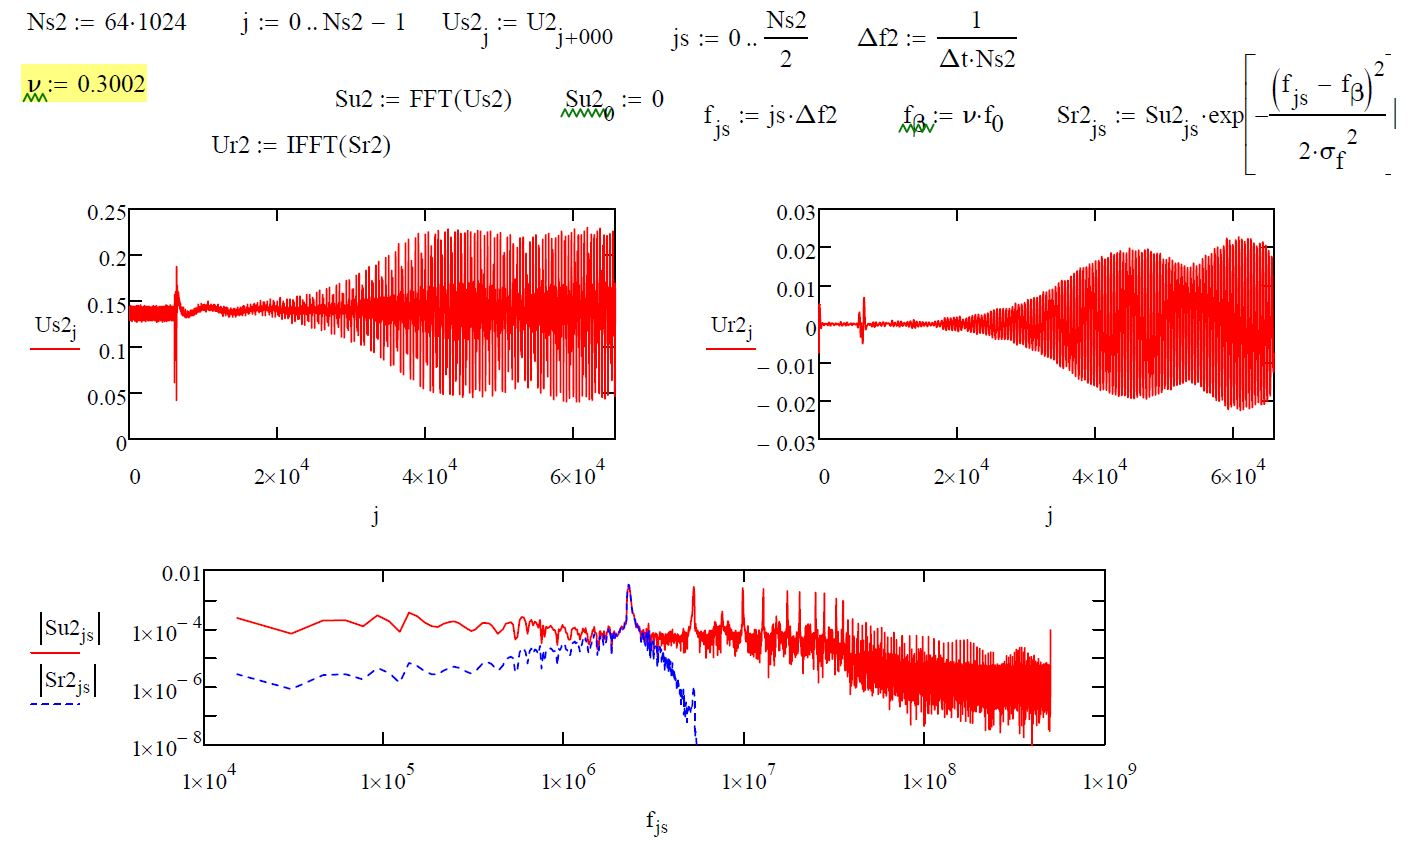 Ns2 := 64·1024 j := 0 .. Ns2 − 1 Us2_j := U2_{j+000} js := 0 .. Ns2/2 Δf2 := 1/(Δt·Ns2)
ν := 0.3002 Su2 := FFT(Us2) Su2_0 := 0 f_js := js·Δf2 f_β := ν·f_0 Sr2_js := Su2_js·exp[−(f_js − f_β)^2/(2·σ_f^2)]
Ur2 := IFFT(Sr2)
0.25
0.2
0.15
0.1
0.05
0
Us2_j
0 2×10^4 4×10^4 6×10^4
j
0.03
0.02
0.01
0
− 0.01
− 0.02
− 0.03
Ur2_j
0 2×10^4 4×10^4 6×10^4
j
0.01
1×10^−4
1×10^−6
1×10^−8
|Su2_js|
|Sr2_js|
1×10^4 1×10^5 1×10^6 1×10^7 1×10^8 1×10^9
f_js